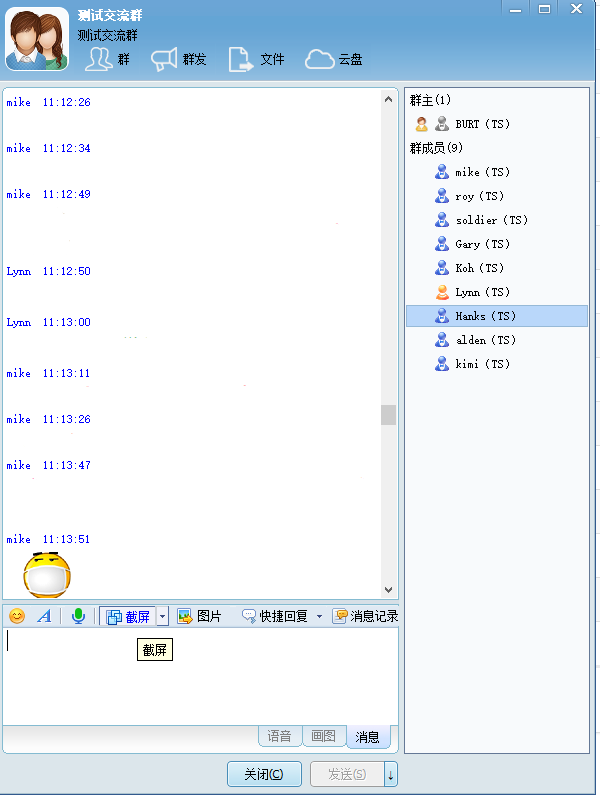 测试交流群
测试交流群
群 群发 文件 云盘
mike 11:12:26
mike 11:12:34
mike 11:12:49
Lynn 11:12:50
Lynn 11:13:00
mike 11:13:11
mike 11:13:26
mike 11:13:47
mike 11:13:51
A 截屏 图片 快捷回复 消息记录
截屏
语音 画图 消息
关闭(C) 发送(S)
群主(1)
BURT (TS)
群成员(9)
mike (TS)
roy (TS)
soldier (TS)
Gary (TS)
Koh (TS)
Lynn (TS)
Hanks (TS)
alden (TS)
kimi (TS)